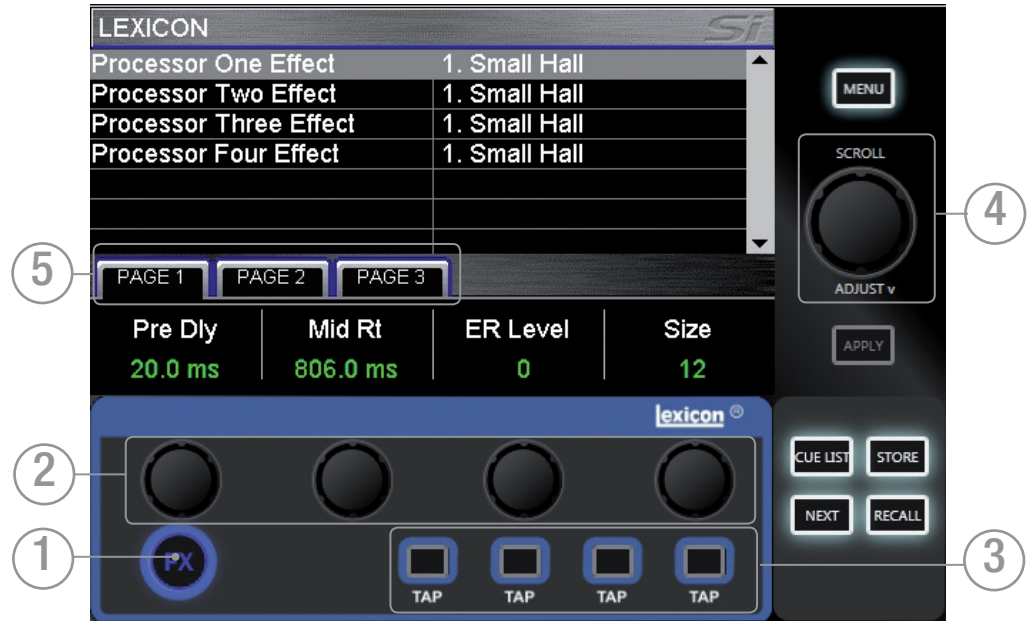 LEXICON
Si
Processor One Effect 1. Small Hall
Processor Two Effect 1. Small Hall
Processor Three Effect 1. Small Hall
Processor Four Effect 1. Small Hall
PAGE 1 PAGE 2 PAGE 3
Pre Dly Mid Rt ER Level Size
20.0 ms 806.0 ms 0 12
MENU
SCROLL
ADJUST v
APPLY
lexicon ®
CUE LIST STORE
NEXT RECALL
FX
TAP TAP TAP TAP
5
4
2
1
3